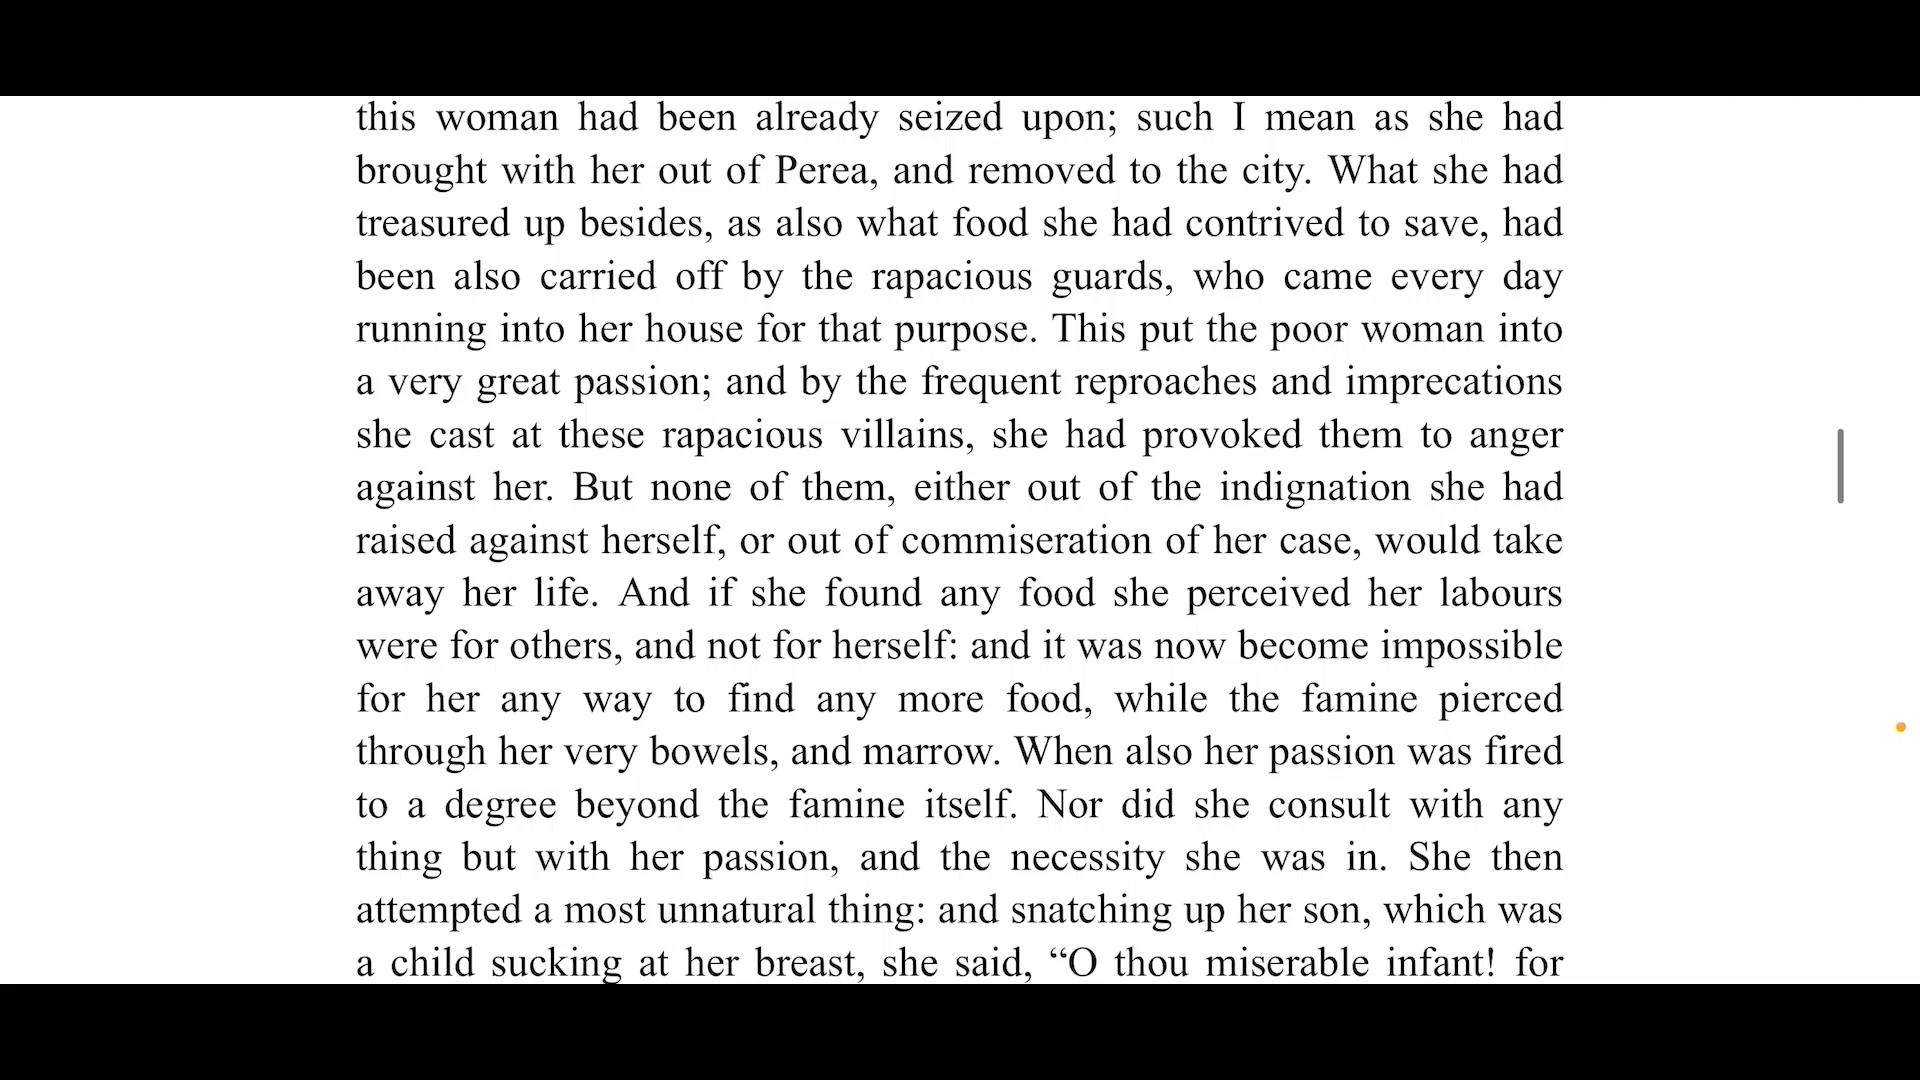 this woman had been already seized upon; such I mean as she had
brought with her out of Perea, and removed to the city. What she had
treasured up besides, as also what food she had contrived to save, had
been also carried off by the rapacious guards, who came every day
running into her house for that purpose. This put the poor woman into
a very great passion; and by the frequent reproaches and imprecations
she cast at these rapacious villains, she had provoked them to anger
against her. But none of them, either out of the indignation she had
raised against herself, or out of commiseration of her case, would take
away her life. And if she found any food she perceived her labours
were for others, and not for herself: and it was now become impossible
for her any way to find any more food, while the famine pierced
through her very bowels, and marrow. When also her passion was fired
to a degree beyond the famine itself. Nor did she consult with any
thing but with her passion, and the necessity she was in. She then
attempted a most unnatural thing: and snatching up her son, which was
a child sucking at her breast, she said, “O thou miserable infant! for